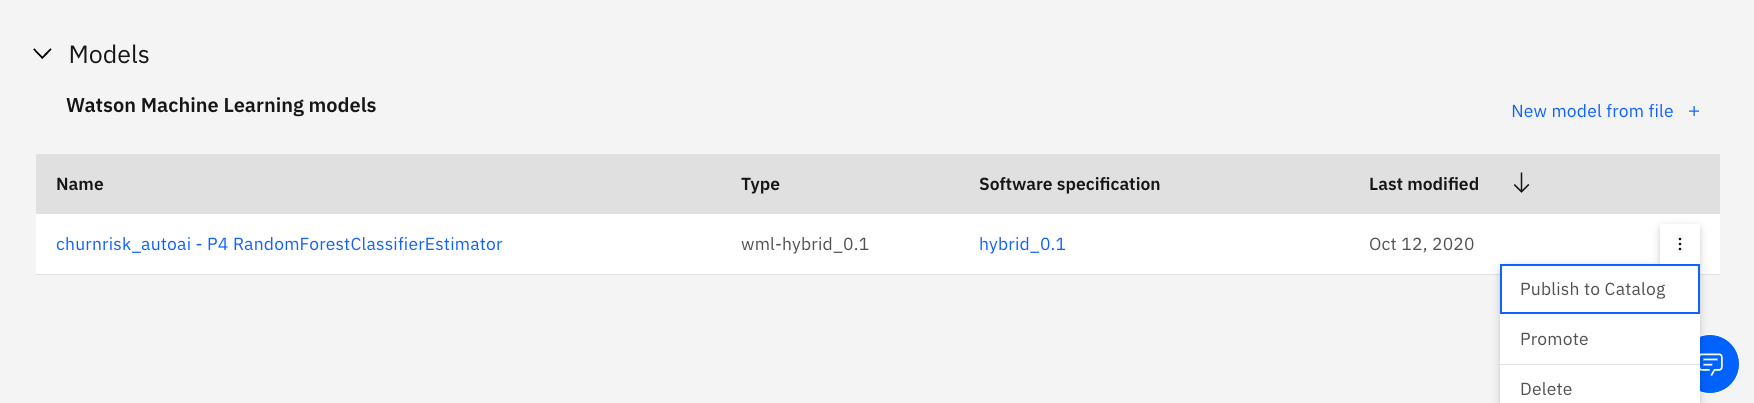 Models
Watson Machine Learning models
New model from file +
Name Type Software specification Last modified
churnrisk_autoai - P4 RandomForestClassifierEstimator wml-hybrid_0.1 hybrid_0.1 Oct 12, 2020
Publish to Catalog
Promote
Delete